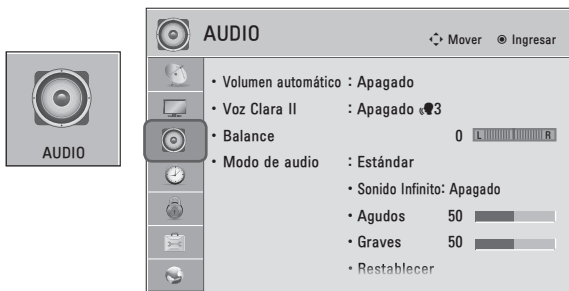 AUDIO
AUDIO
Mover
Ingresar
• Volumen automático : Apagado
• Voz Clara II : Apagado 3
• Balance 0 L R
• Modo de audio : Estándar
• Sonido Infinito: Apagado
• Agudos 50
• Graves 50
• Restablecer